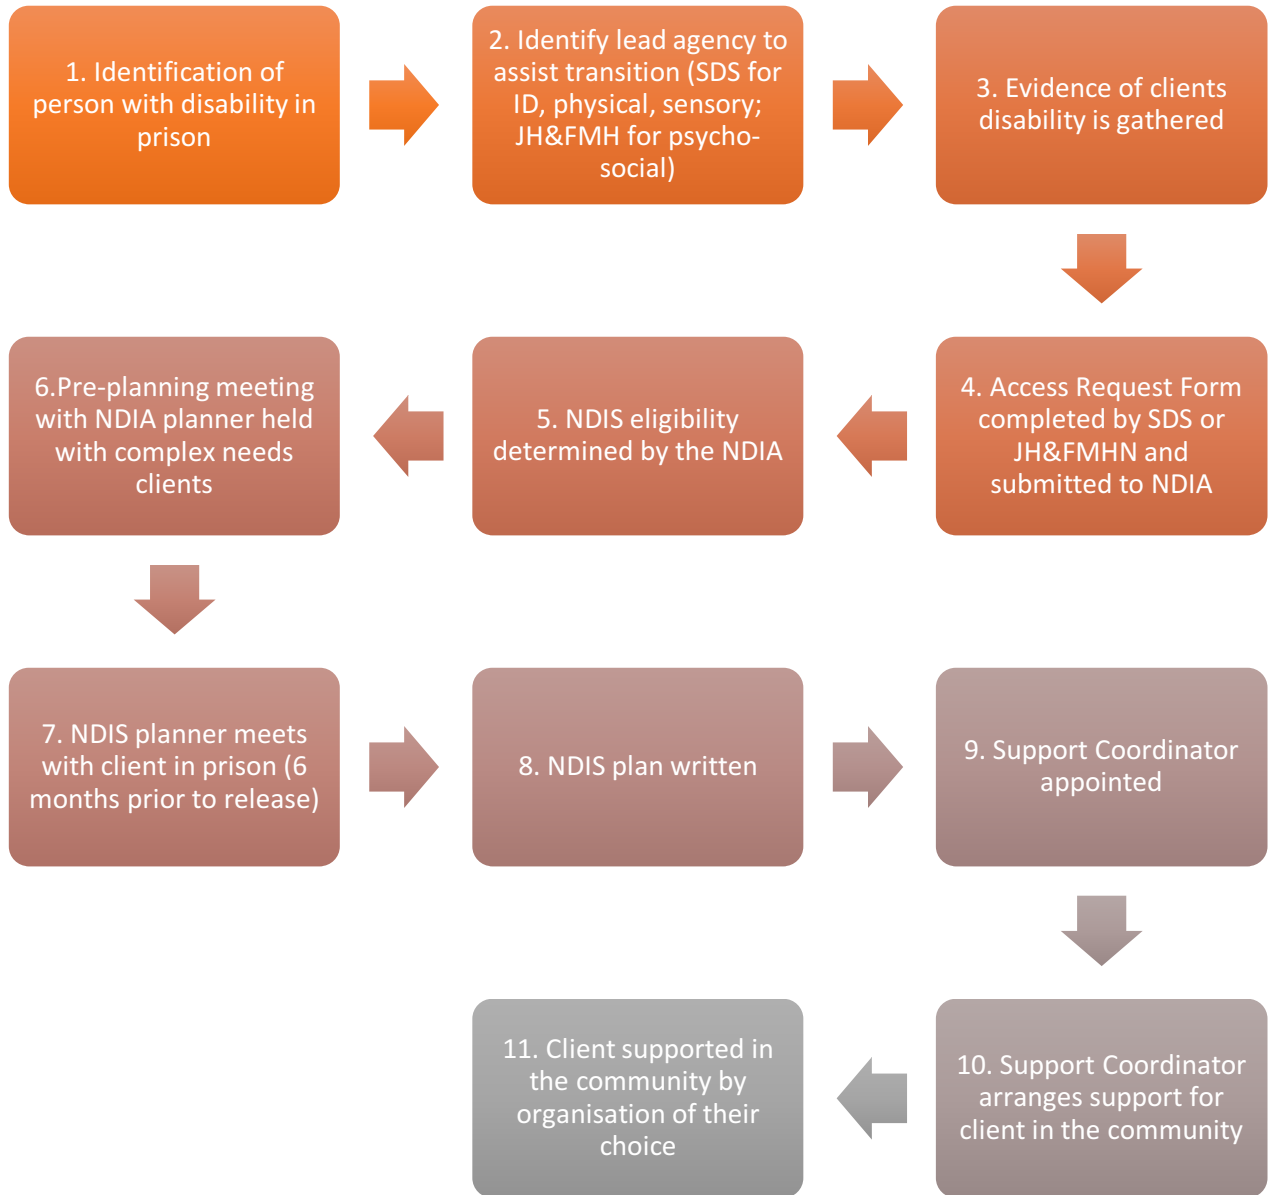 1. Identification of
person with disability in
prison
2. Identify lead agency to
assist transition (SDS for
ID, physical, sensory;
JH&FMH for psycho-
social)
3. Evidence of clients
disability is gathered
4. Access Request Form
completed by SDS or
JH&FMHN and
submitted to NDIA
5. NDIS eligibility
determined by the NDIA
6.Pre-planning meeting
with NDIA planner held
with complex needs
clients
7. NDIS planner meets
with client in prison (6
months prior to release)
8. NDIS plan written
9. Support Coordinator
appointed
10. Support Coordinator
arranges support for
client in the community
11. Client supported in
the community by
organisation of their
choice